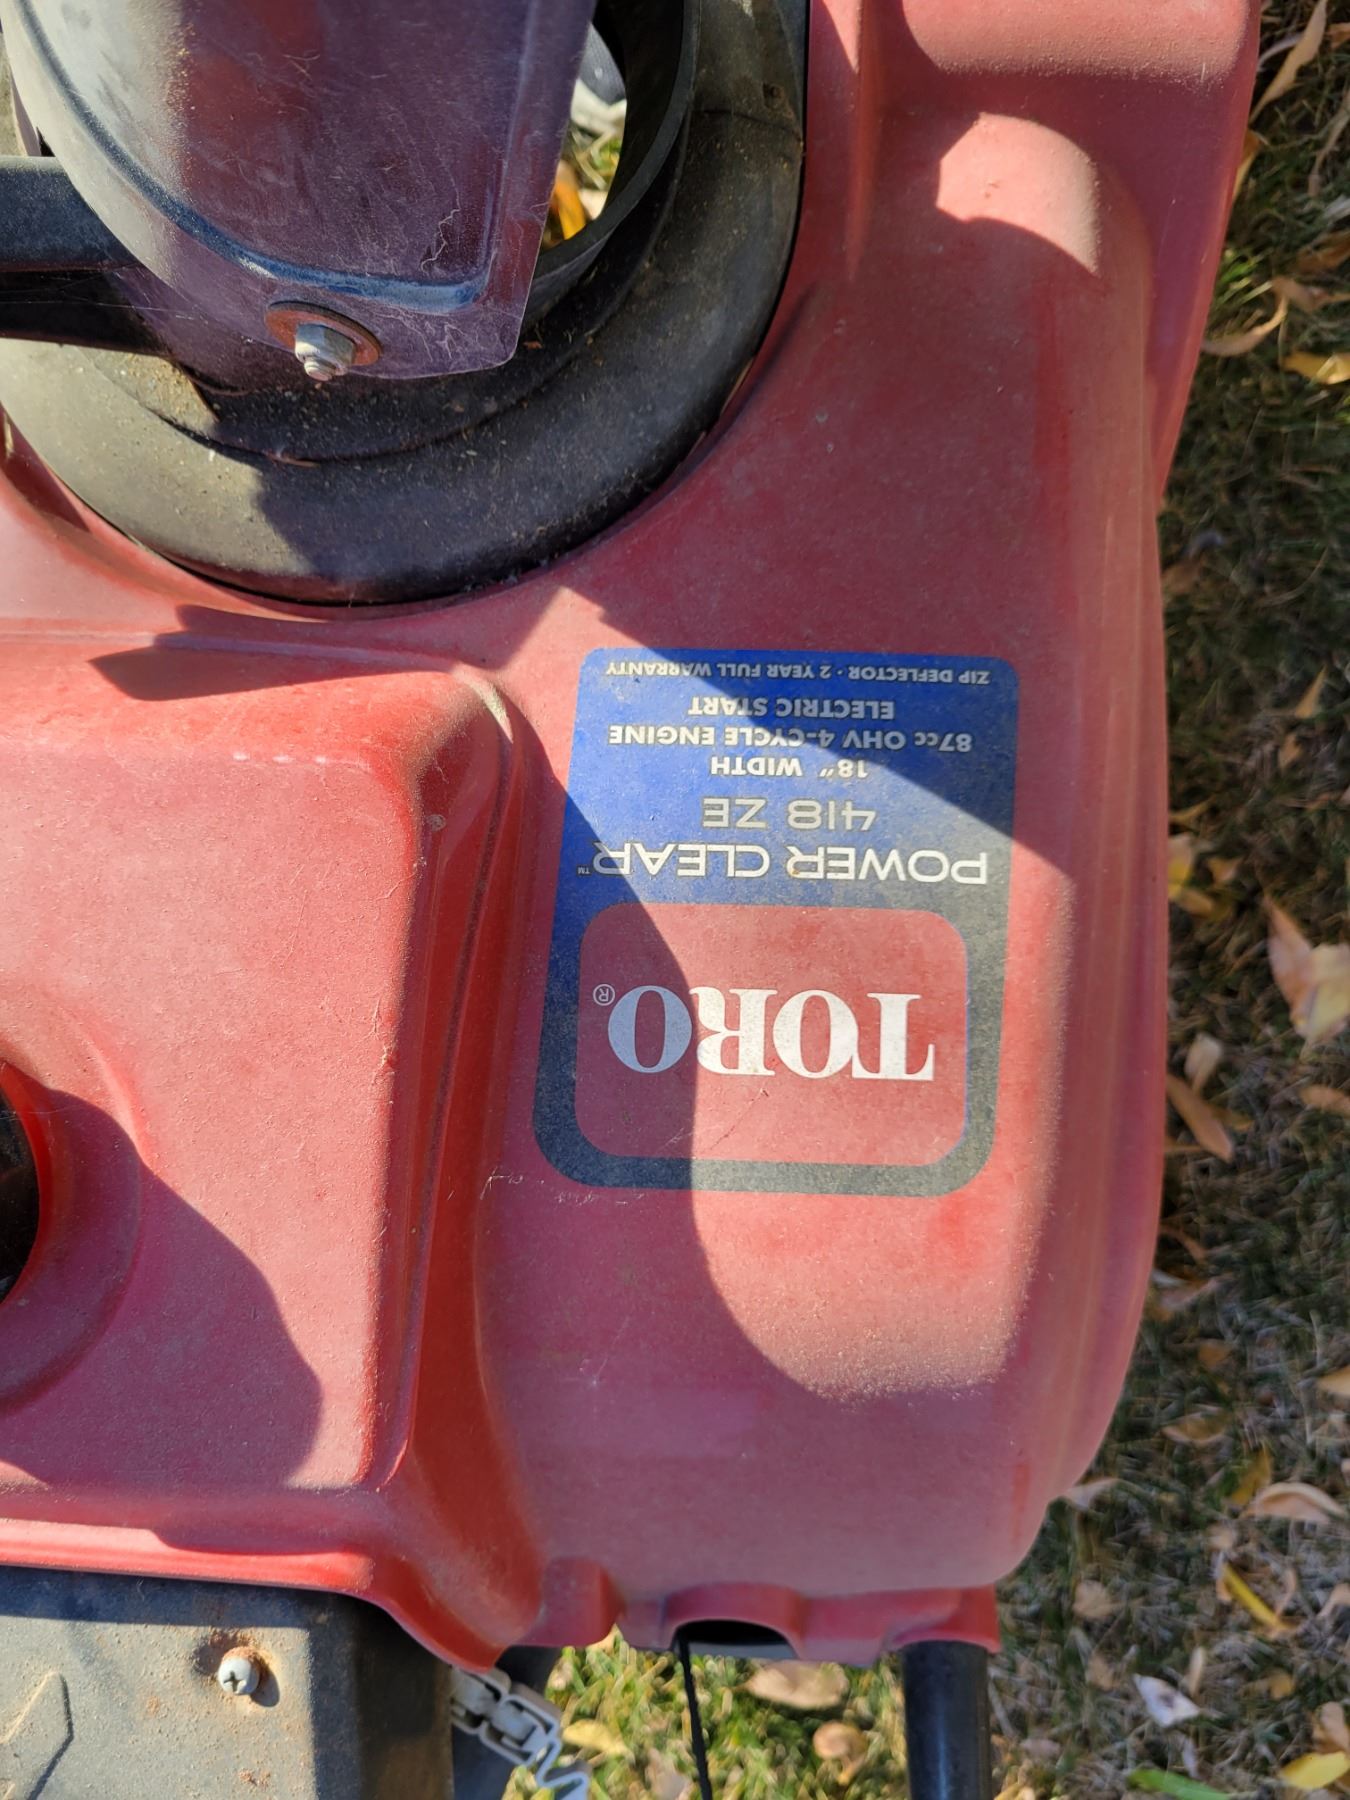 TORO®
POWER CLEAR™
418 ZE
18" WIDTH
87cc OHV 4-CYCLE ENGINE
ELECTRIC START
ZIP DEFLECTOR · 2 YEAR FULL WARRANTY